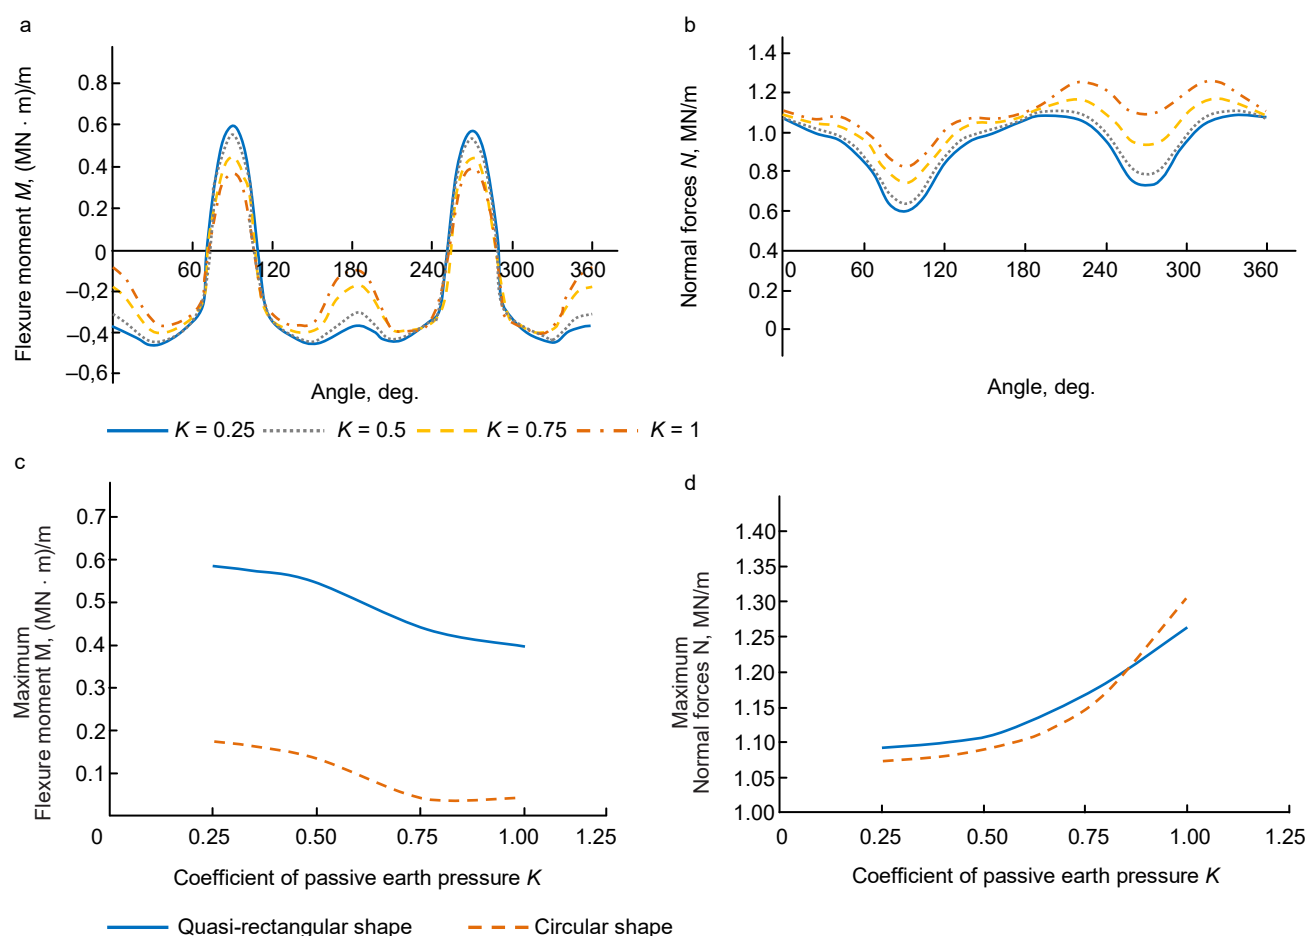 a
Flexure moment M, (MN · m)/m
0.8
0.6
0.4
0.2
0
–0.2
–0.4
–0,6
60
120
180
240
300
360
Angle, deg.
b
Normal forces N, MN/m
1.4
1.2
1.0
0.8
0.6
0.4
0.2
0
0
60
120
180
240
300
360
Angle, deg.
K = 0.25
K = 0.5
K = 0.75
K = 1
c
Maximum
Flexure moment M, (MN · m)/m
0.7
0.6
0.5
0.4
0.3
0.2
0.1
0
0.25
0.50
0.75
1.00
1.25
Coefficient of passive earth pressure K
d
Maximum
Normal forces N, MN/m
1.40
1.35
1.30
1.25
1.20
1.15
1.10
1.05
1.00
0
0.25
0.50
0.75
1.00
1.25
Coefficient of passive earth pressure K
Quasi-rectangular shape
Circular shape